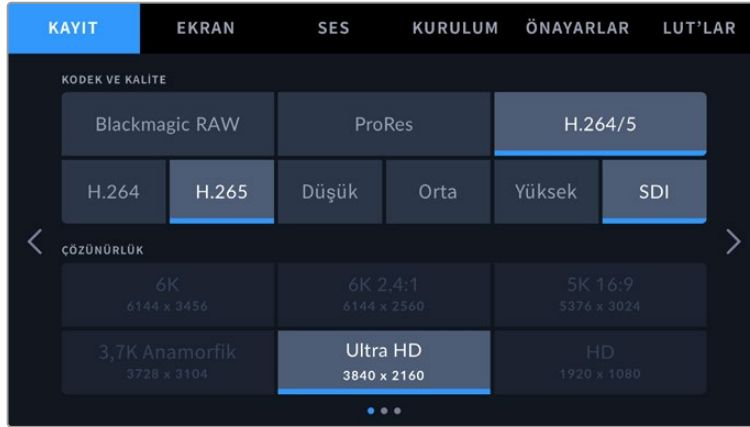 KAYIT EKRAN SES KURULUM ÖNAYARLAR LUT’LAR
KODEK VE KALİTE
Blackmagic RAW ProRes H.264/5
H.264 H.265 Düşük Orta Yüksek SDI
ÇÖZÜNÜRLÜK
6K 6K 2,4:1 5K 16:9
6144 x 3456 6144 x 2560 5376 x 3024
3,7K Anamorfik Ultra HD HD
3728 x 3104 3840 x 2160 1920 x 1080